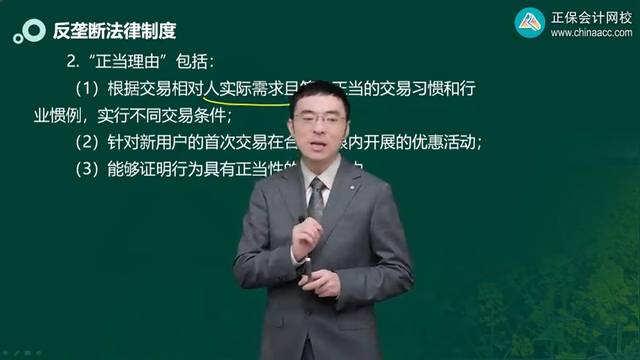 反垄断法律制度
正保会计网校
www.chinaacc.com
2.“正当理由”包括：
（1）根据交易相对人实际需求且 正当的交易习惯和行
业惯例，实行不同交易条件；
（2）针对新用户的首次交易在合 限内开展的优惠活动；
（3）能够证明行为具有正当性的